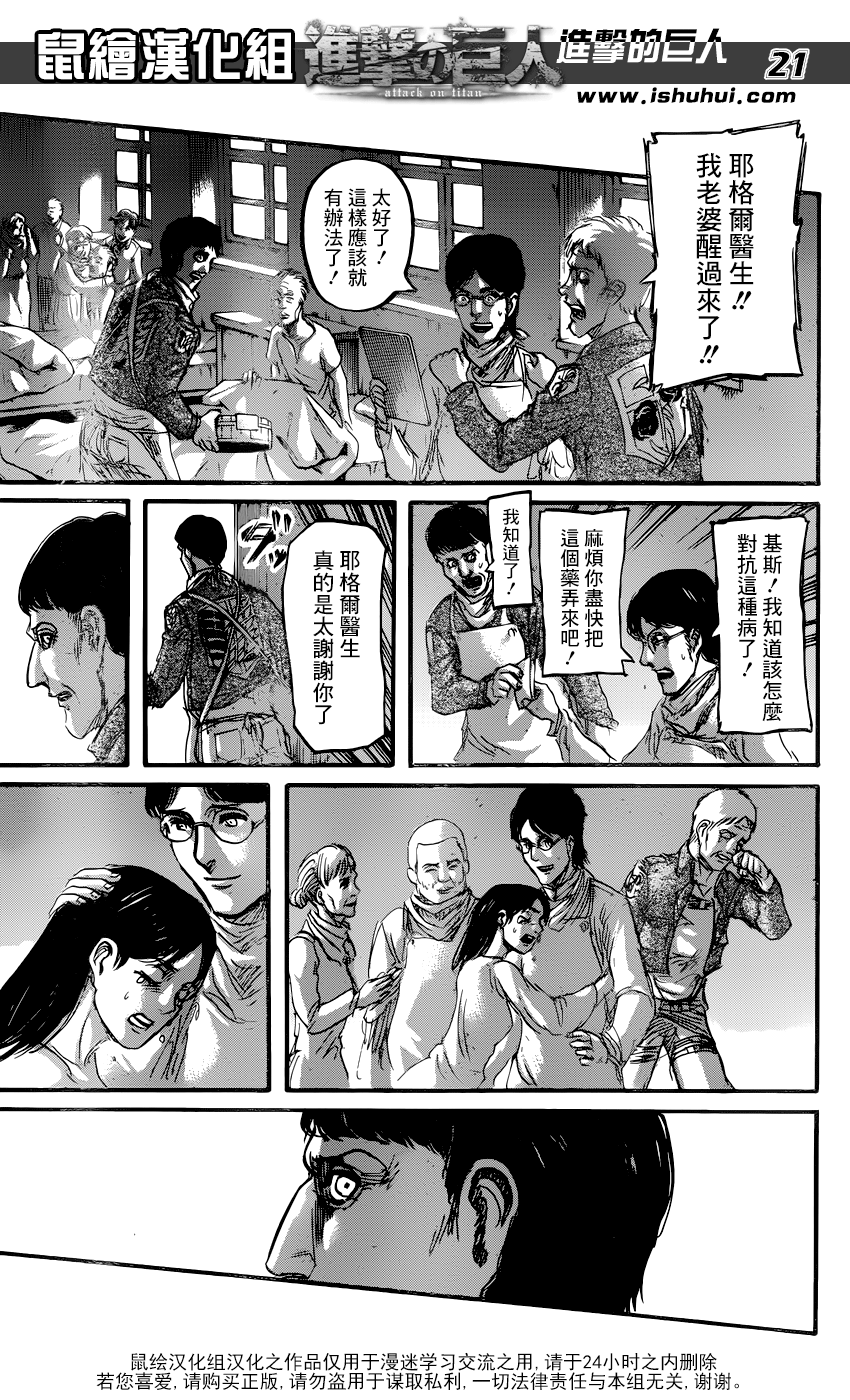 鼠繪漢化組
進撃の巨人
attack on titan
進擊的巨人
www.ishuhui.com
21
耶格爾醫生!!
我老婆醒過來了!!
太好了！
這樣應該就
有辦法了！
基斯！我知道該怎麼
對抗這種病了！
麻煩你盡快把
這個藥弄來吧！
我知道了！
耶格爾醫生
真的是太謝謝你了
鼠绘汉化组汉化之作品仅用于漫迷学习交流之用, 请于24小时之内删除
若您喜爱, 请购买正版, 请勿盗用于谋取私利, 一切法律责任与本组无关, 谢谢。